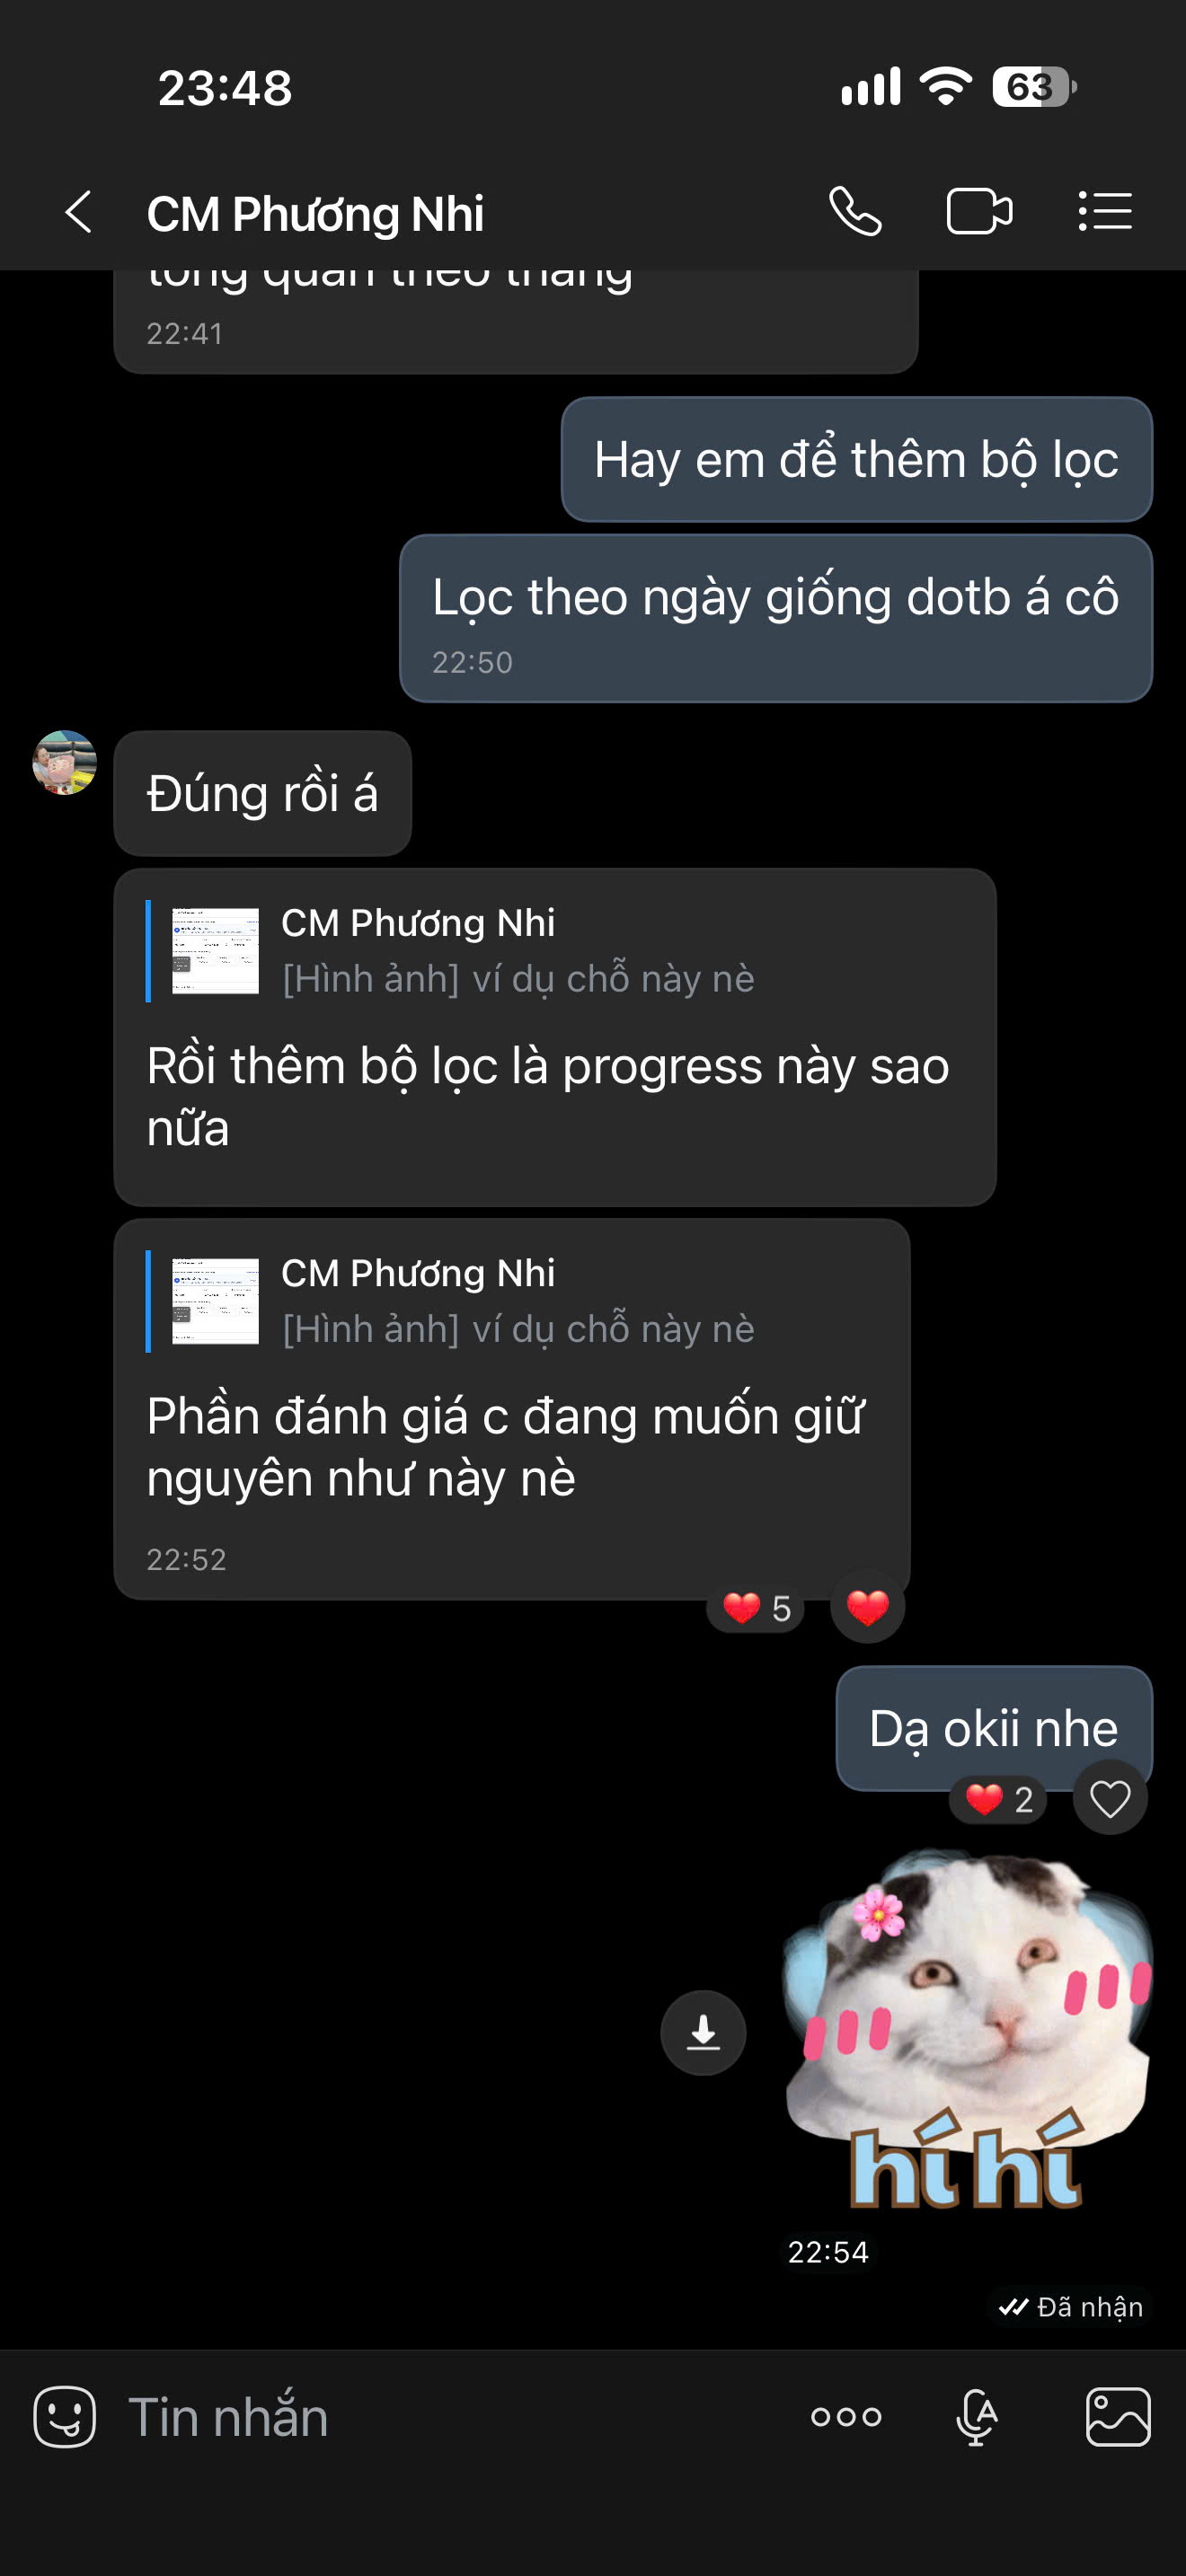 23:48
63
CM Phương Nhi
tổng quan theo tháng
22:41
Hay em để thêm bộ lọc
Lọc theo ngày giống dotb á cô
22:50
Đúng rồi á
CM Phương Nhi
[Hình ảnh] ví dụ chỗ này nè
Rồi thêm bộ lọc là progress này sao
nữa
CM Phương Nhi
[Hình ảnh] ví dụ chỗ này nè
Phần đánh giá c đang muốn giữ
nguyên như này nè
22:52
5
Dạ okii nhe
2
hí hí
22:54
Đã nhận
Tin nhắn